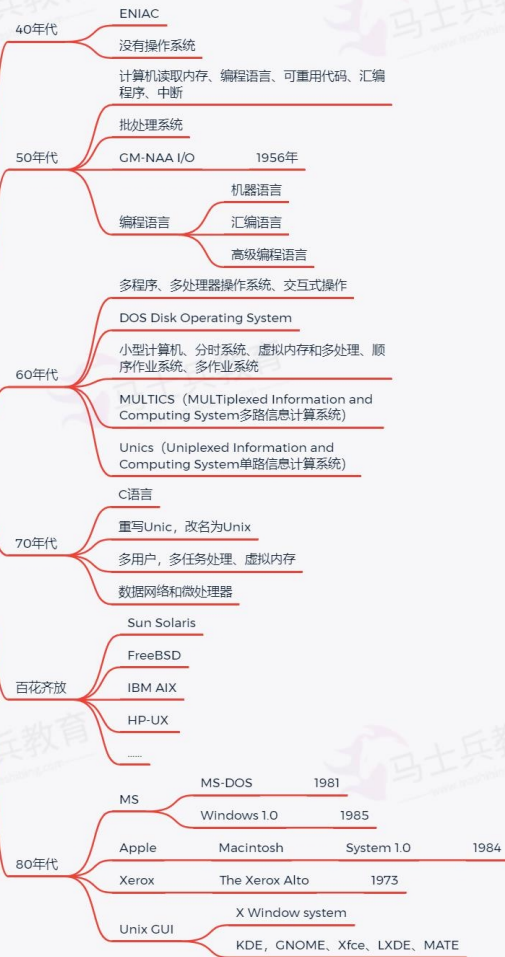 40年代
ENIAC
没有操作系统
50年代
计算机读取内存、编程语言、可重用代码、汇编
程序、中断
批处理系统
GM-NAA I/O 1956年
编程语言
机器语言
汇编语言
高级编程语言
60年代
多程序、多处理器操作系统、交互式操作
DOS Disk Operating System
小型计算机、分时系统、虚拟内存和多处理、顺
序作业系统、多作业系统
MULTICS（MULTiplexed Information and
Computing System多路信息计算系统）
Unics（Uniplexed Information and
Computing System单路信息计算系统）
70年代
C语言
重写Unic，改名为Unix
多用户，多任务处理、虚拟内存
数据网络和微处理器
百花齐放
Sun Solaris
FreeBSD
IBM AIX
HP-UX
......
80年代
MS
MS-DOS 1981
Windows 1.0 1985
Apple Macintosh System 1.0 1984
Xerox The Xerox Alto 1973
Unix GUI
X Window system
KDE，GNOME、Xfce、LXDE、MATE
马士兵教
兵教育
马士兵教